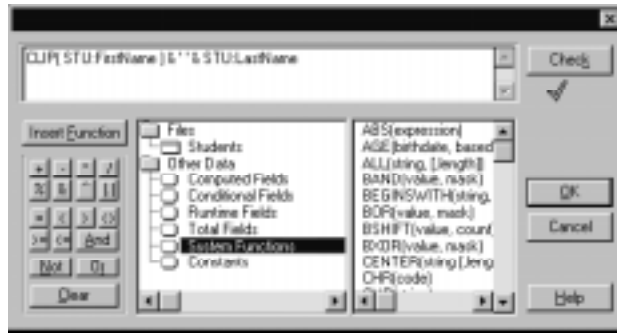 CLIP( STU:FirstName ) & ' ' & STU:LastName
Check
Insert Function
+ - * /
% & ^ ( )
= < > <>
>= <= And
Not Or
Clear
Files
Students
Other Data
Computed Fields
Conditional Fields
Runtime Fields
Total Fields
System Functions
Constants
ABS(expression)
AGE(birthdate, based
ALL(string, [,length])
BAND(value, mask)
BEGINSWITH(string,
BOR(value, mask)
BSHIFT(value, count)
BXOR(value, mask)
CENTER(string [,leng
CHR(code)
OK
Cancel
Help